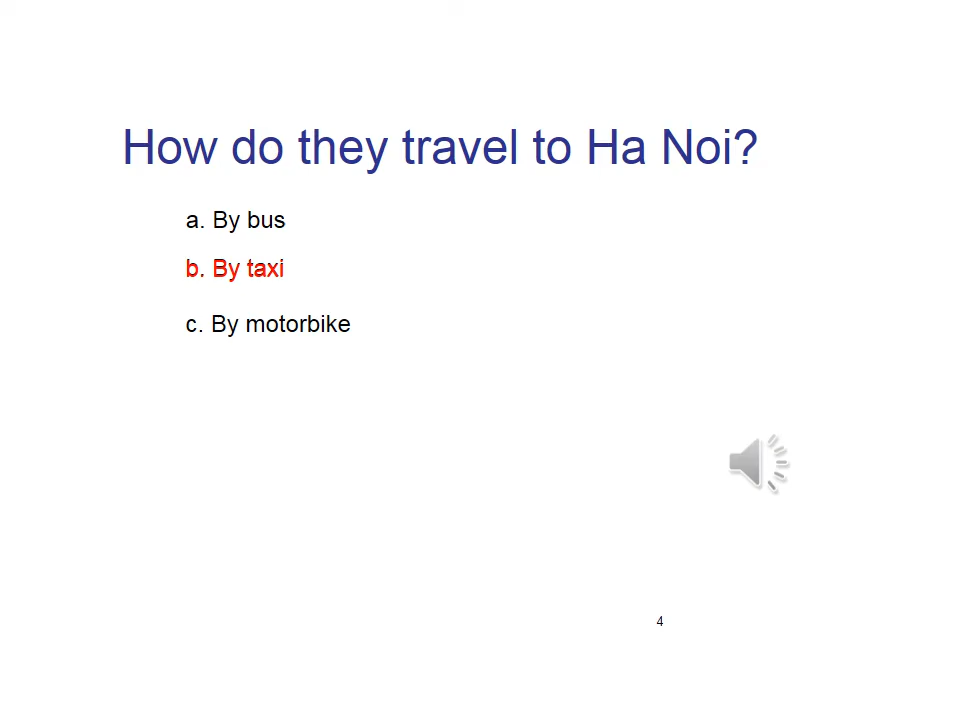 How do they travel to Ha Noi?
a. By bus
b. By taxi
c. By motorbike
4